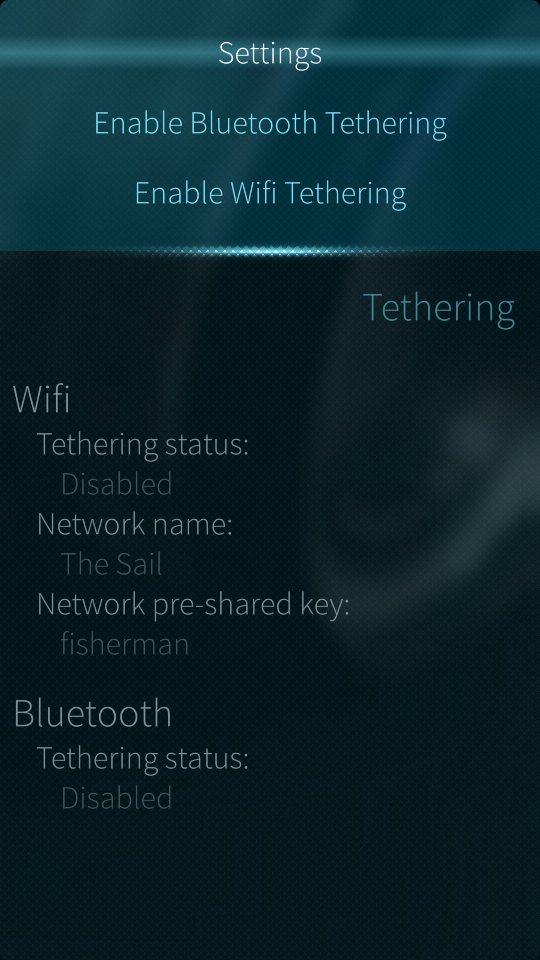 Settings
Enable Bluetooth Tethering
Enable Wifi Tethering
Tethering
Wifi
Tethering status:
Disabled
Network name:
The Sail
Network pre-shared key:
fisherman
Bluetooth
Tethering status:
Disabled